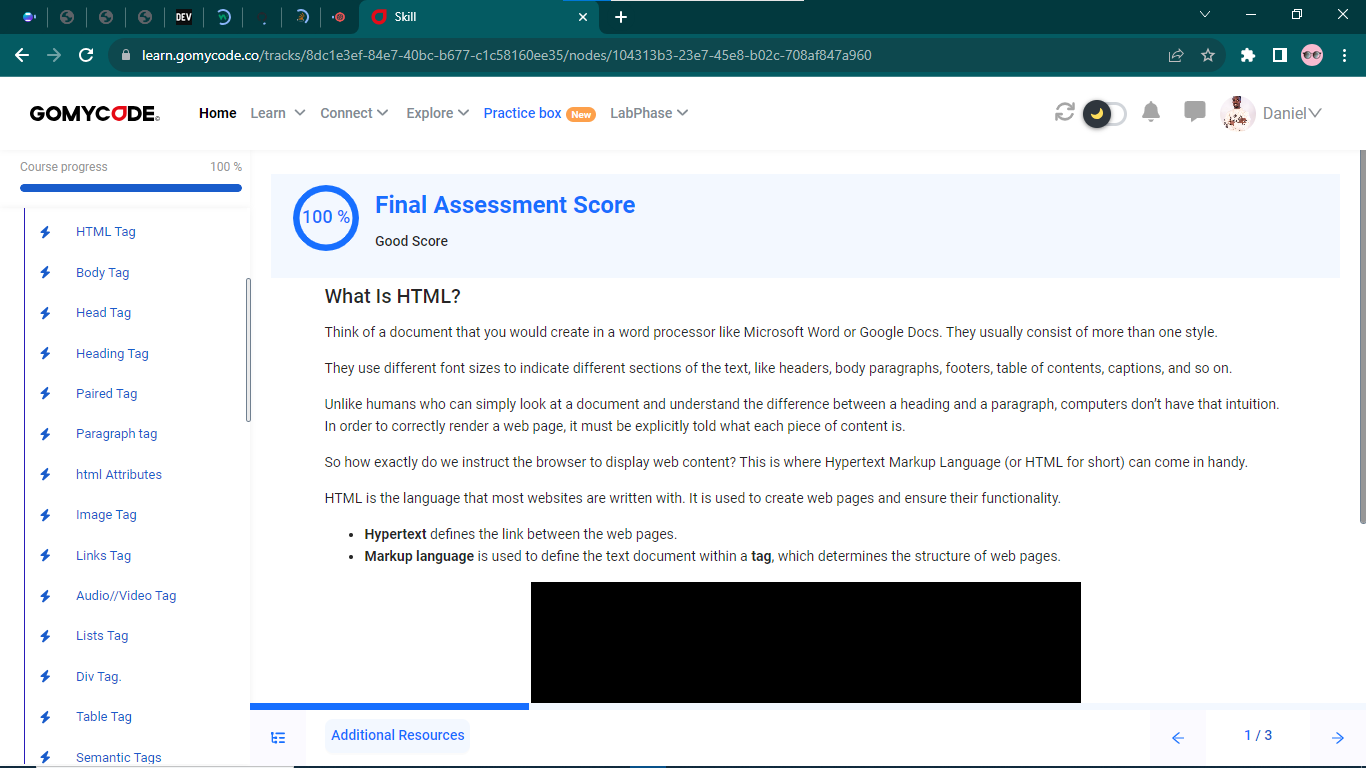 DEV
Skill
learn.gomycode.co/tracks/8dc1e3ef-84e7-40bc-b677-c1c58160ee35/nodes/104313b3-23e7-45e8-b02c-708af847a960
GOMYCODE
Home Learn Connect Explore Practice box New LabPhase Daniel
Course progress 100 %
HTML Tag
Body Tag
Head Tag
Heading Tag
Paired Tag
Paragraph tag
html Attributes
Image Tag
Links Tag
Audio//Video Tag
Lists Tag
Div Tag.
Table Tag
Semantic Tags
100 %
Final Assessment Score
Good Score
What Is HTML?
Think of a document that you would create in a word processor like Microsoft Word or Google Docs. They usually consist of more than one style.
They use different font sizes to indicate different sections of the text, like headers, body paragraphs, footers, table of contents, captions, and so on.
Unlike humans who can simply look at a document and understand the difference between a heading and a paragraph, computers don’t have that intuition.
In order to correctly render a web page, it must be explicitly told what each piece of content is.
So how exactly do we instruct the browser to display web content? This is where Hypertext Markup Language (or HTML for short) can come in handy.
HTML is the language that most websites are written with. It is used to create web pages and ensure their functionality.
• Hypertext defines the link between the web pages.
• Markup language is used to define the text document within a tag, which determines the structure of web pages.
Additional Resources
1 / 3